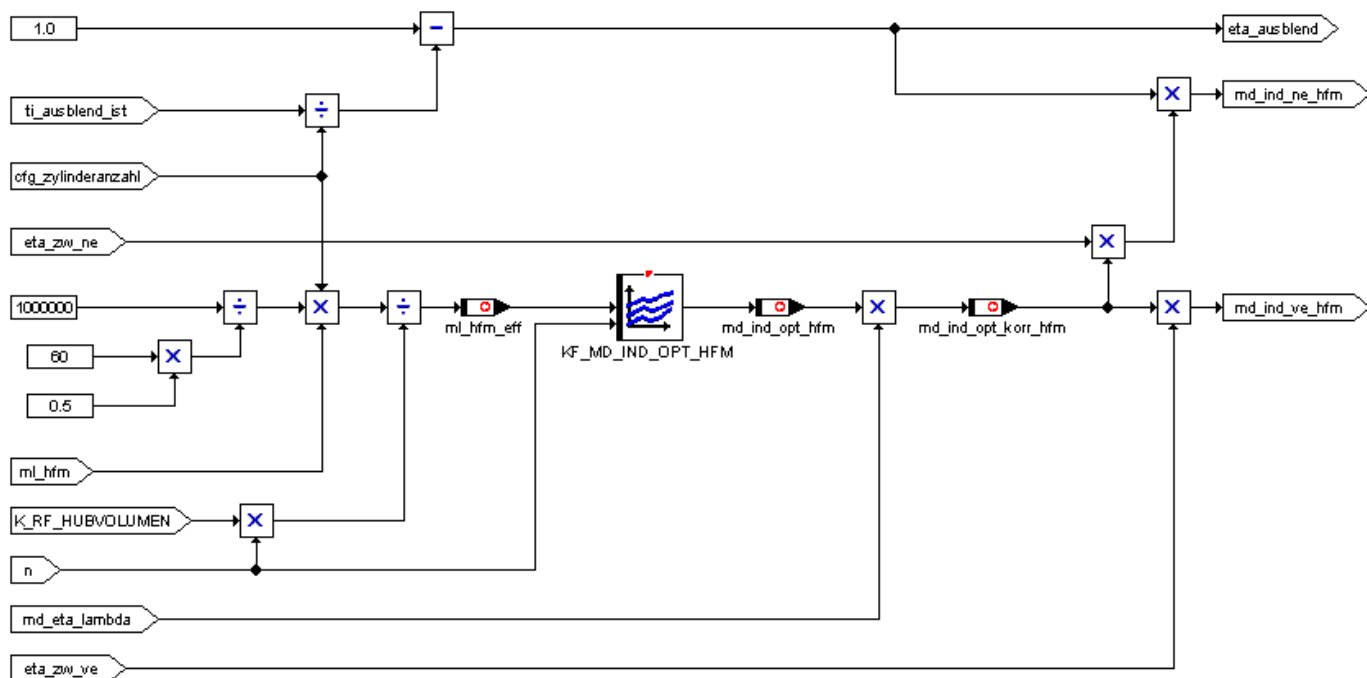 1.0
−
eta_ausblend
ti_ausblend_ist
÷
×
md_ind_ne_hfm
cfg_zylinderanzahl
eta_zw_ne
×
1000000
÷
×
÷
ml_hfm_eff
KF_MD_IND_OPT_HFM
md_ind_opt_hfm
×
md_ind_opt_korr_hfm
×
md_ind_ve_hfm
60
×
0.5
ml_hfm
K_RF_HUBVOLUMEN
×
n
md_eta_lambda
eta_zw_ve